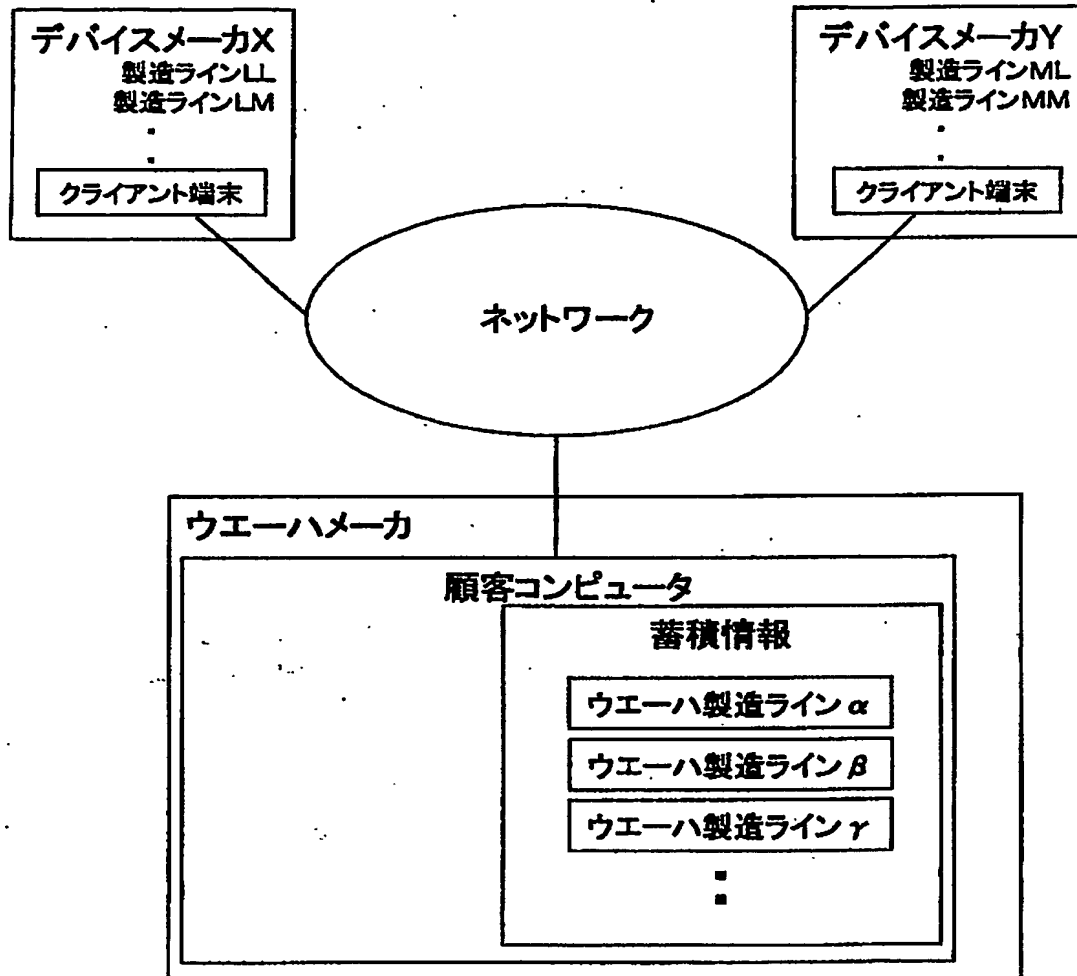 デバイスメーカX
製造ラインLL
製造ラインLM
クライアント端末
デバイスメーカY
製造ラインML
製造ラインMM
クライアント端末
ネットワーク
ウエーハメーカ
顧客コンピュータ
蓄積情報
ウエーハ製造ラインα
ウエーハ製造ラインβ
ウエーハ製造ラインγ